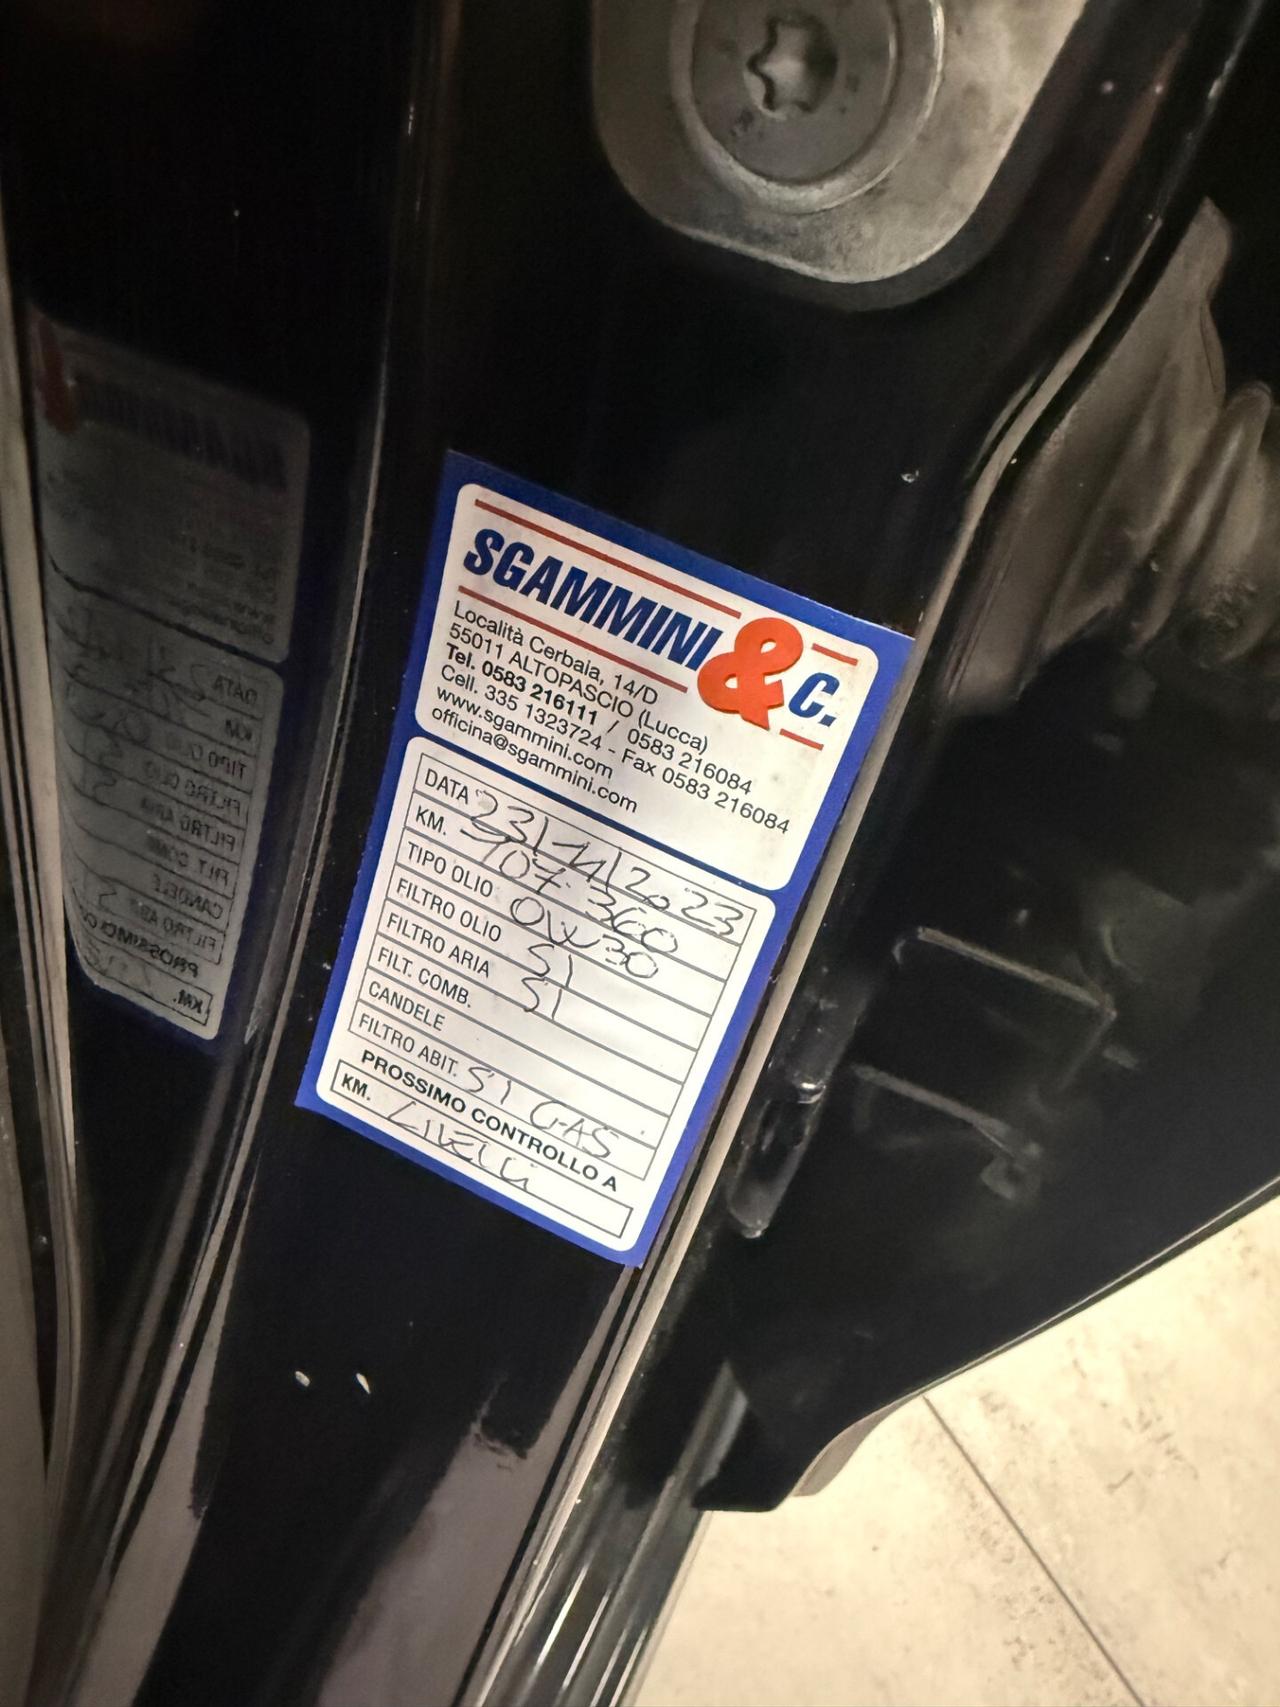 SGAMMINI & C.
Località Cerbaia, 14/D
55011 ALTOPASCIO (Lucca)
Tel. 0583 216111 / 0583 216084
Cell. 335 1323724 - Fax 0583 216084
www.sgammini.com
officina@sgammini.com
DATA 23/11/2023
KM. 107.360
TIPO OLIO 0W30
FILTRO OLIO SI
FILTRO ARIA SI
FILT. COMB.
CANDELE
FILTRO ABIT. SI GAS
PROSSIMO CONTROLLO A
KM. LIVELLI